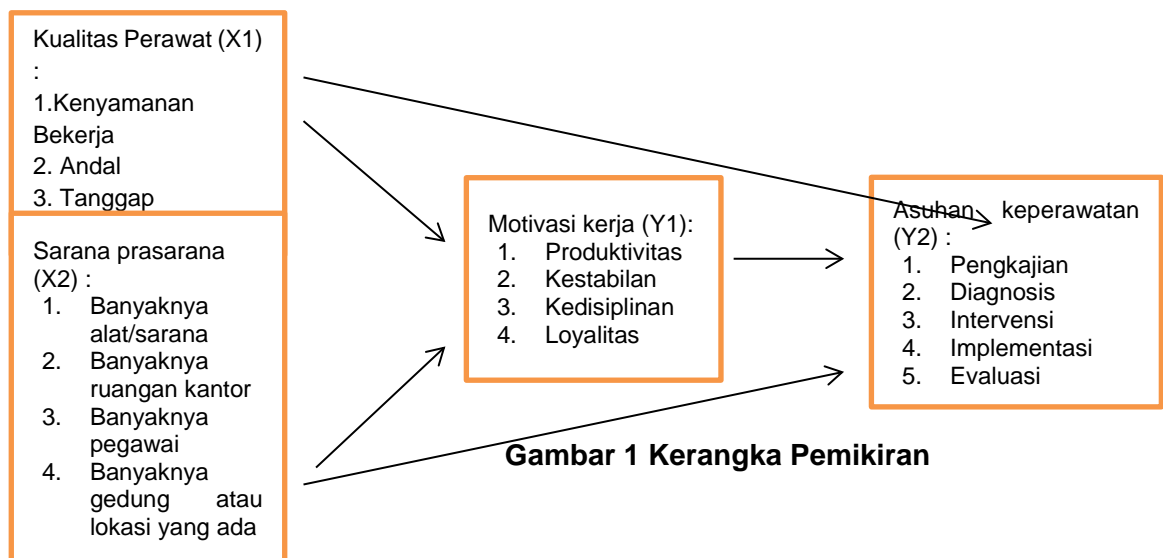 Kualitas Perawat (X1)
:
1.Kenyamanan
Bekerja
2. Andal
3. Tanggap
Sarana prasarana
(X2) :
1. Banyaknya
alat/sarana
2. Banyaknya
ruangan kantor
3. Banyaknya
pegawai
4. Banyaknya
gedung atau
lokasi yang ada
Motivasi kerja (Y1):
1. Produktivitas
2. Kestabilan
3. Kedisiplinan
4. Loyalitas
Asuhan keperawatan
(Y2) :
1. Pengkajian
2. Diagnosis
3. Intervensi
4. Implementasi
5. Evaluasi
Gambar 1 Kerangka Pemikiran